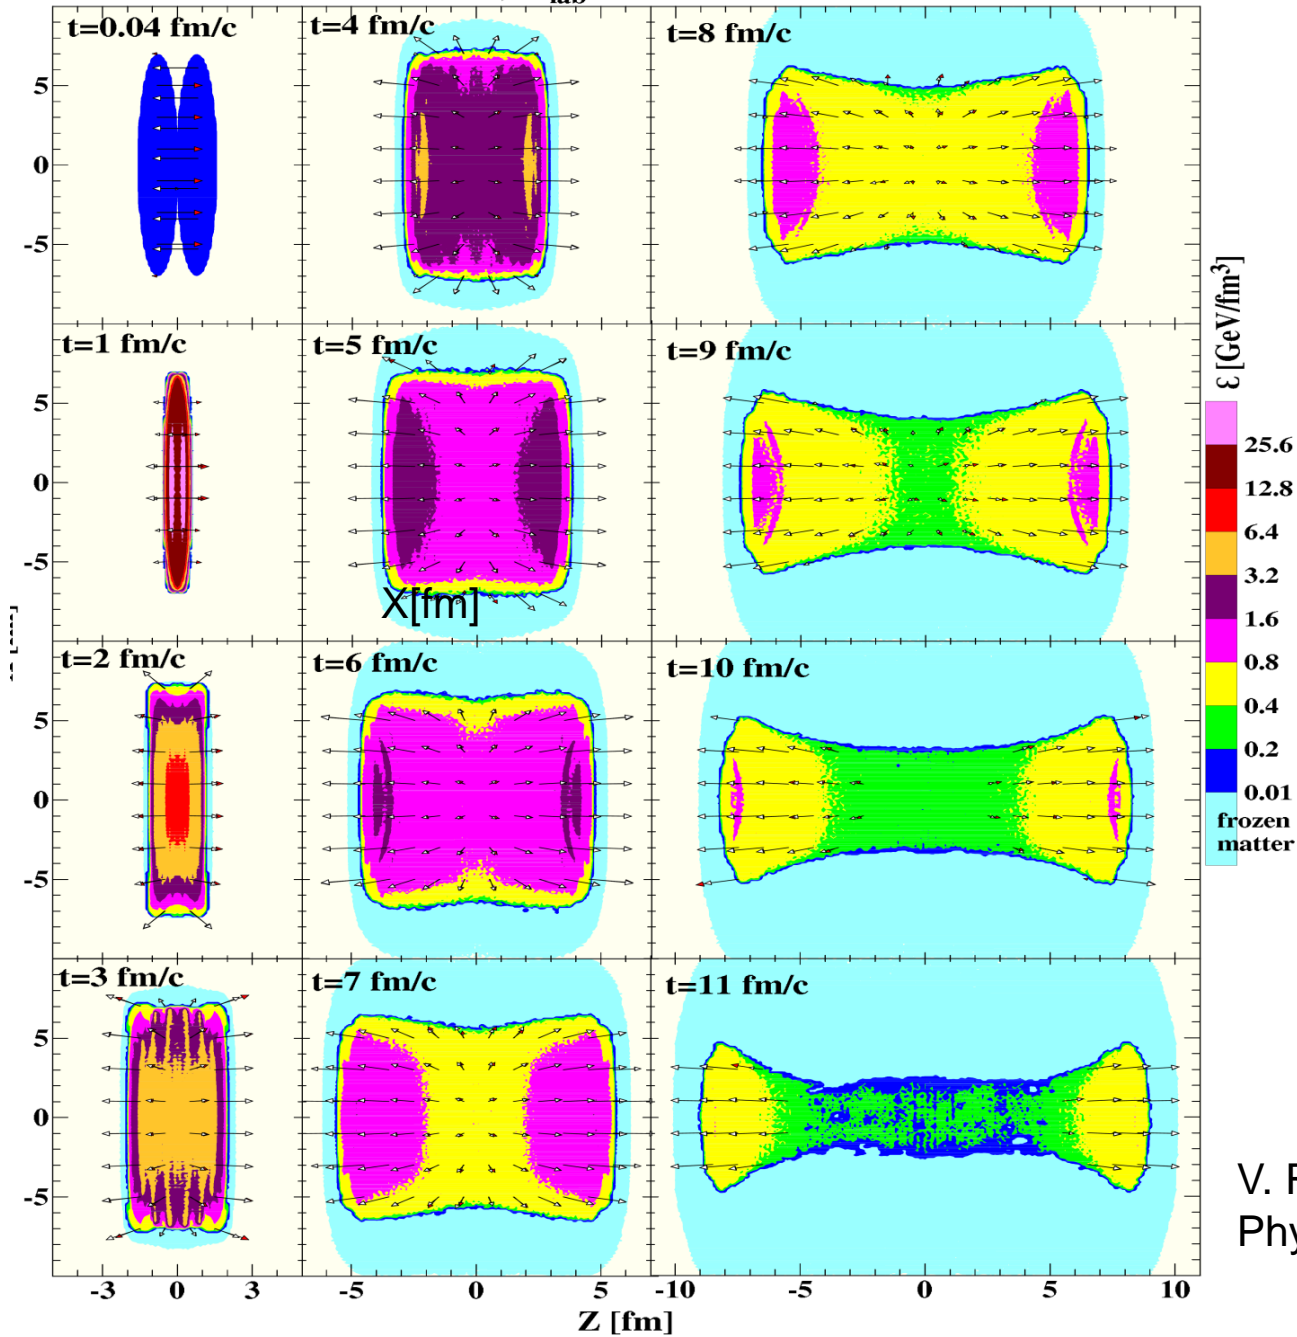 lab
t=0.04 fm/c
t=4 fm/c
t=8 fm/c
5
0
-5
t=1 fm/c
t=5 fm/c
t=9 fm/c
5
0
-5
X[fm]
t=2 fm/c
t=6 fm/c
t=10 fm/c
5
0
-5
t=3 fm/c
t=7 fm/c
t=11 fm/c
5
0
-5
-3 0 3 -5 0 5 -10 -5 0 5 10
Z [fm]
ε [GeV/fm³]
25.6
12.8
6.4
3.2
1.6
0.8
0.4
0.2
0.01
frozen
matter
V.